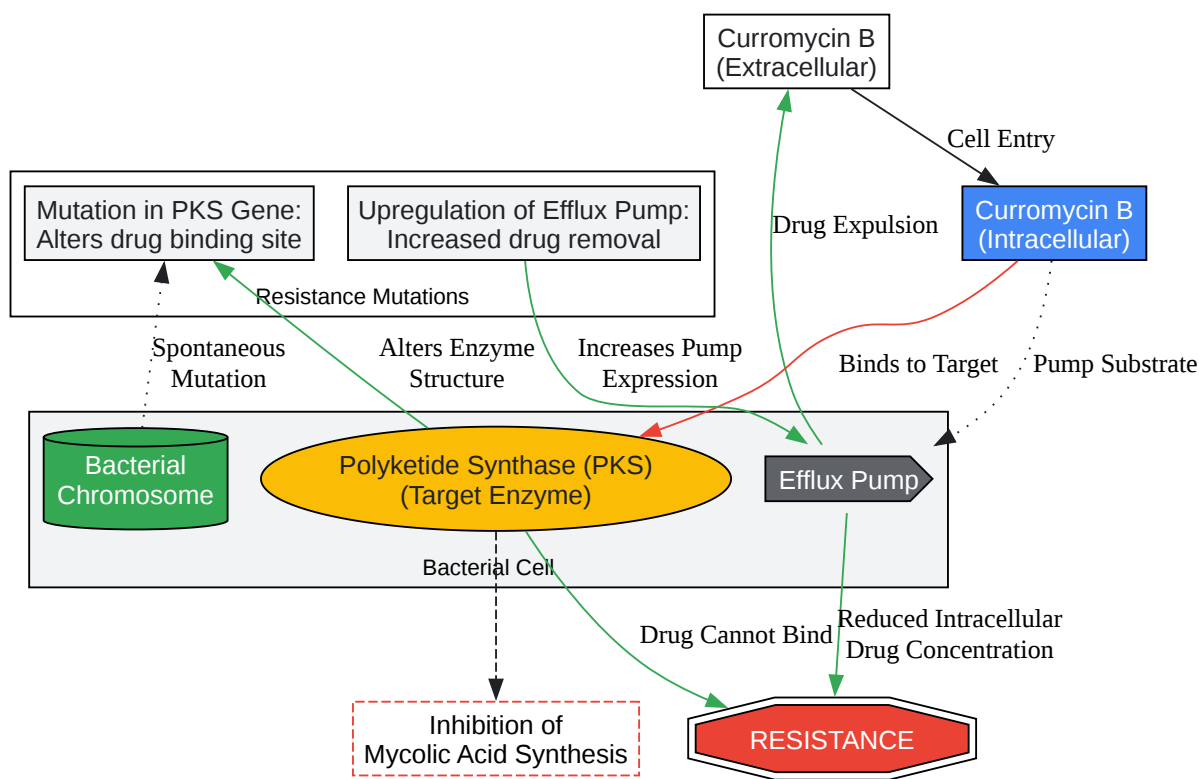 Curromycin B
(Extracellular)
Cell Entry
Mutation in PKS Gene:
Alters drug binding site
Upregulation of Efflux Pump:
Increased drug removal
Drug Expulsion
Curromycin B
(Intracellular)
Resistance Mutations
Spontaneous
Mutation
Alters Enzyme
Structure
Increases Pump
Expression
Binds to Target
Pump Substrate
Bacterial
Chromosome
Polyketide Synthase (PKS)
(Target Enzyme)
Efflux Pump
Bacterial Cell
Drug Cannot Bind
Reduced Intracellular
Drug Concentration
Inhibition of
Mycolic Acid Synthesis
RESISTANCE